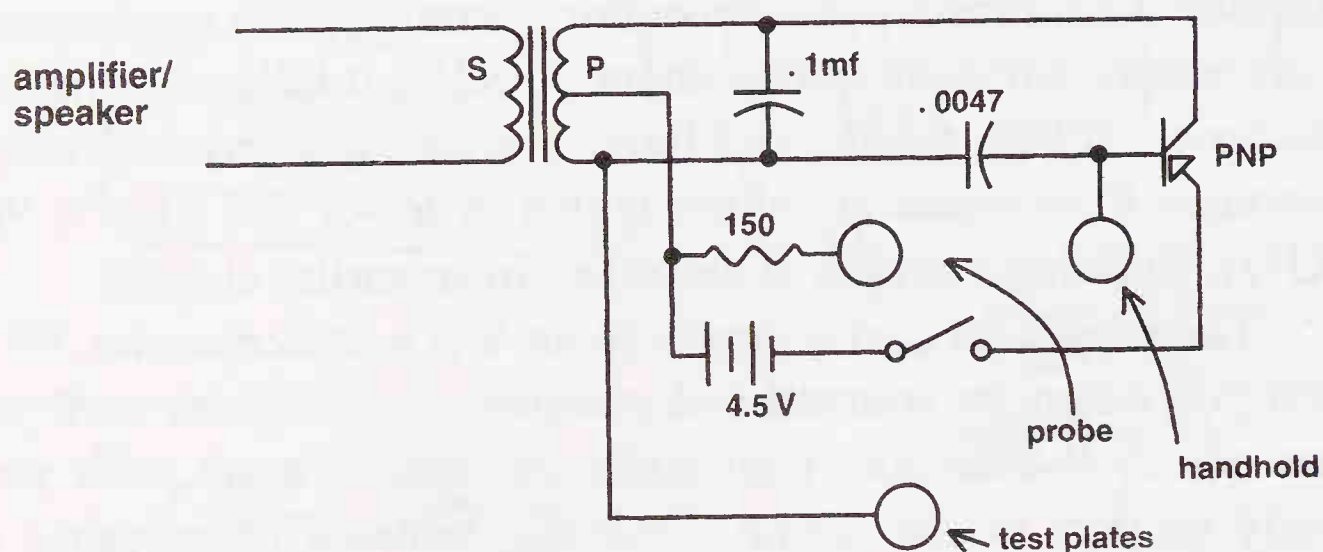 amplifier/
speaker
S
P
.1mf
.0047
PNP
150
4.5 V
probe
handhold
test plates